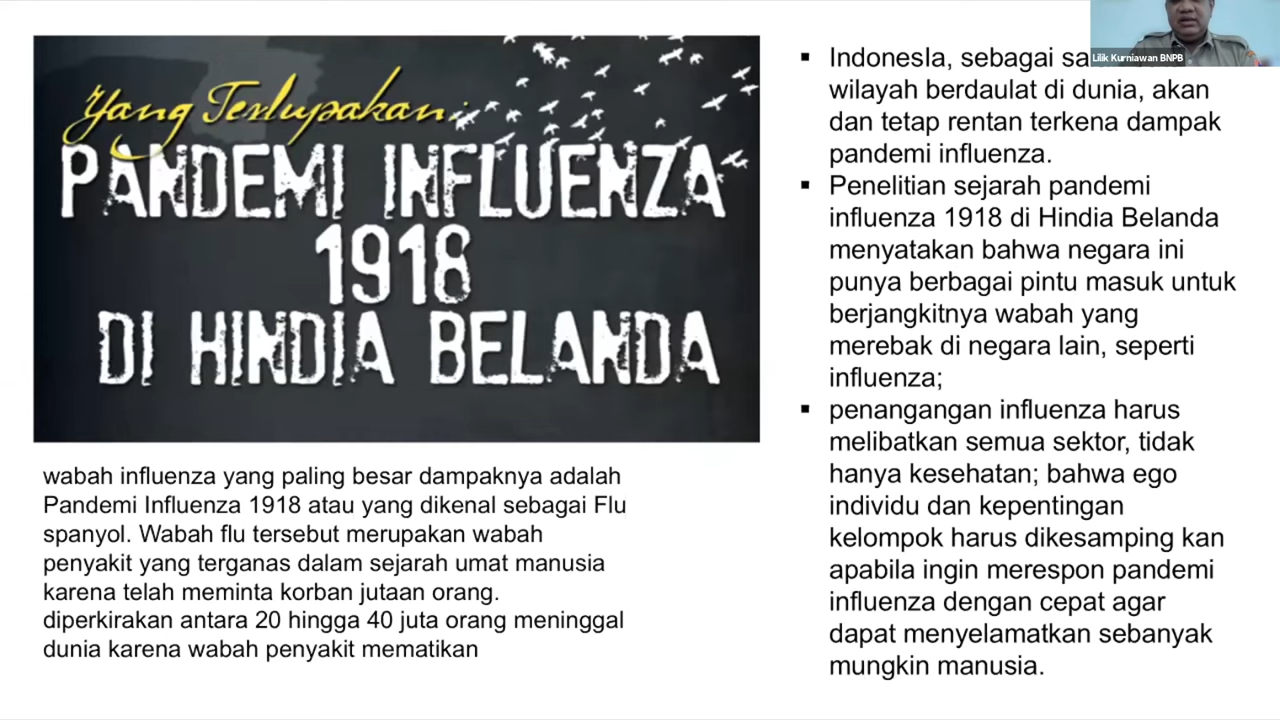 Yang Terlupakan:
PANDEMI INFLUENZA
1918
DI HINDIA BELANDA
wabah influenza yang paling besar dampaknya adalah
Pandemi Influenza 1918 atau yang dikenal sebagai Flu
spanyol. Wabah flu tersebut merupakan wabah
penyakit yang terganas dalam sejarah umat manusia
karena telah meminta korban jutaan orang.
diperkirakan antara 20 hingga 40 juta orang meninggal
dunia karena wabah penyakit mematikan
Lilik Kurniawan BNPB
▪ Indonesla, sebagai
wilayah berdaulat di dunia, akan
dan tetap rentan terkena dampak
pandemi influenza.
▪ Penelitian sejarah pandemi
influenza 1918 di Hindia Belanda
menyatakan bahwa negara ini
punya berbagai pintu masuk untuk
berjangkitnya wabah yang
merebak di negara lain, seperti
influenza;
▪ penangangan influenza harus
melibatkan semua sektor, tidak
hanya kesehatan; bahwa ego
individu dan kepentingan
kelompok harus dikesamping kan
apabila ingin merespon pandemi
influenza dengan cepat agar
dapat menyelamatkan sebanyak
mungkin manusia.